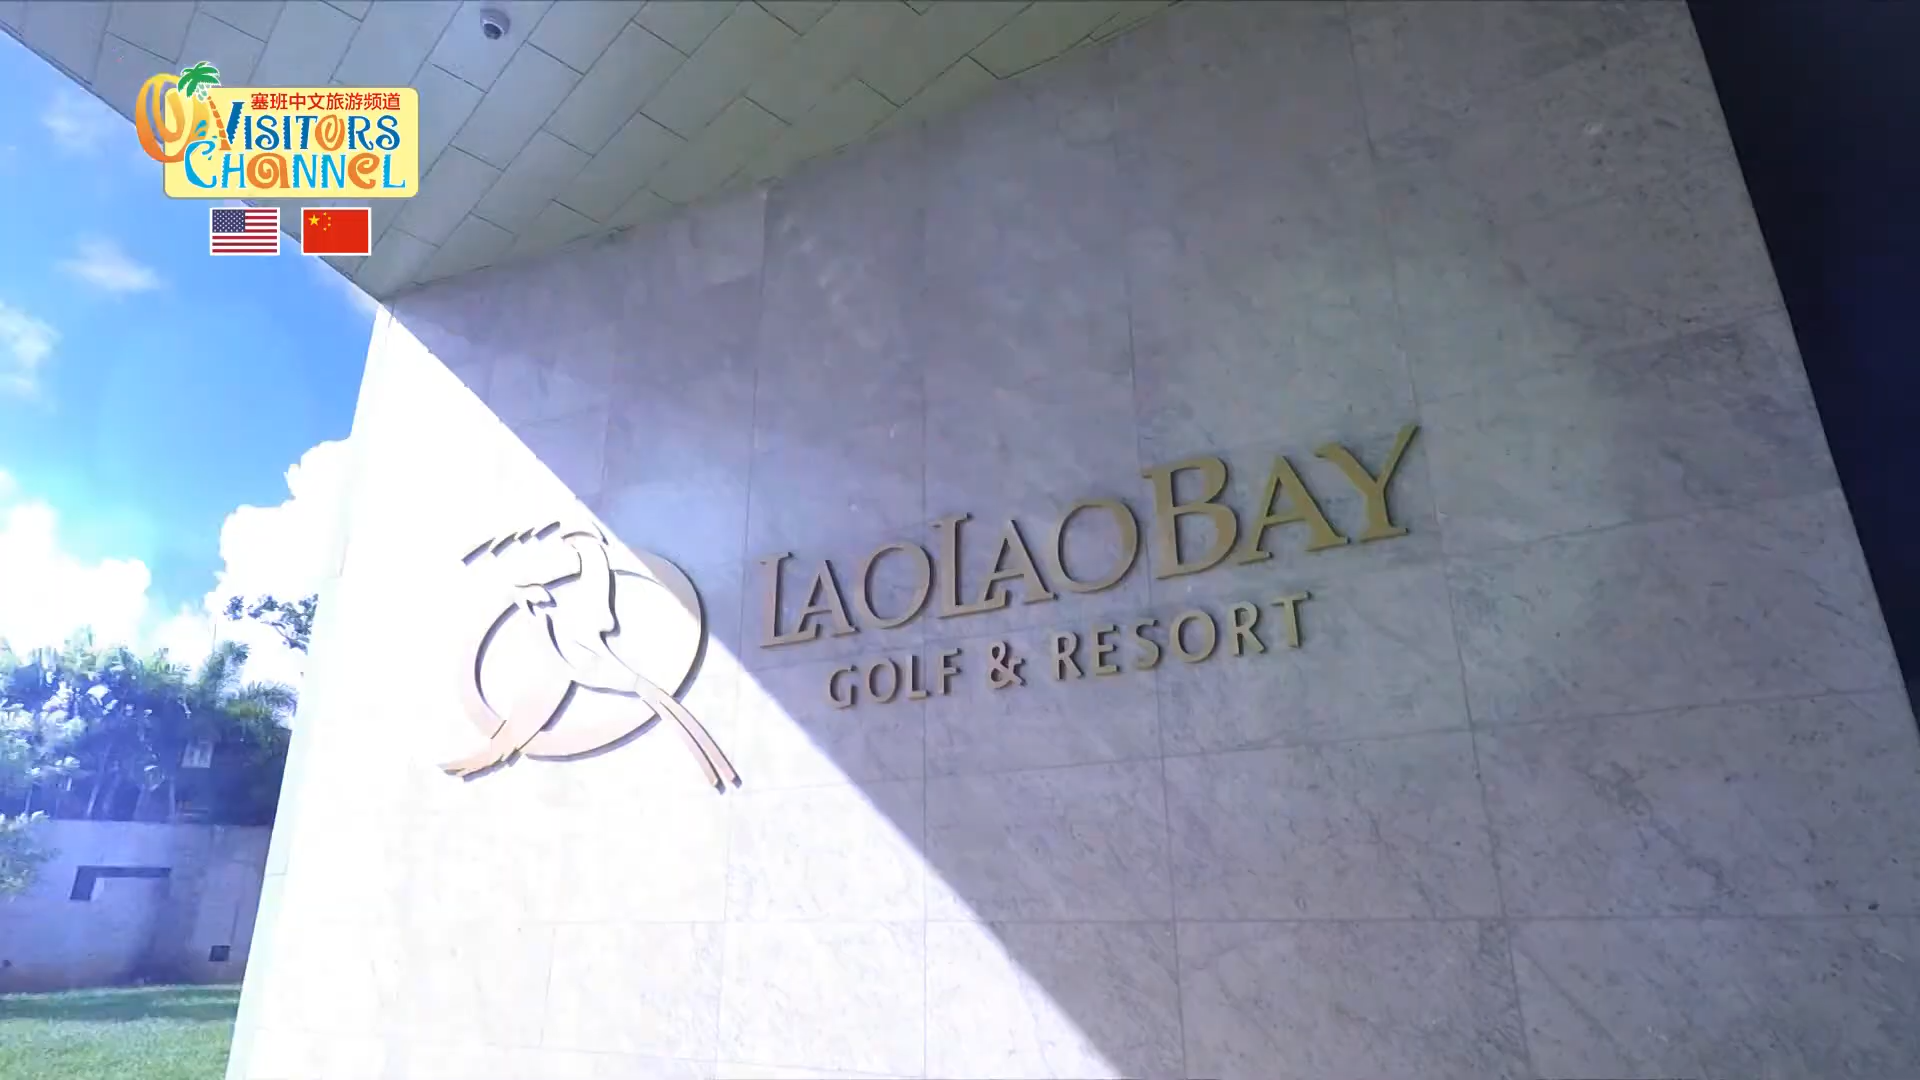 塞班中文旅游频道
VISITORS
CHANNEL
LAOLAOBAY
GOLF & RESORT